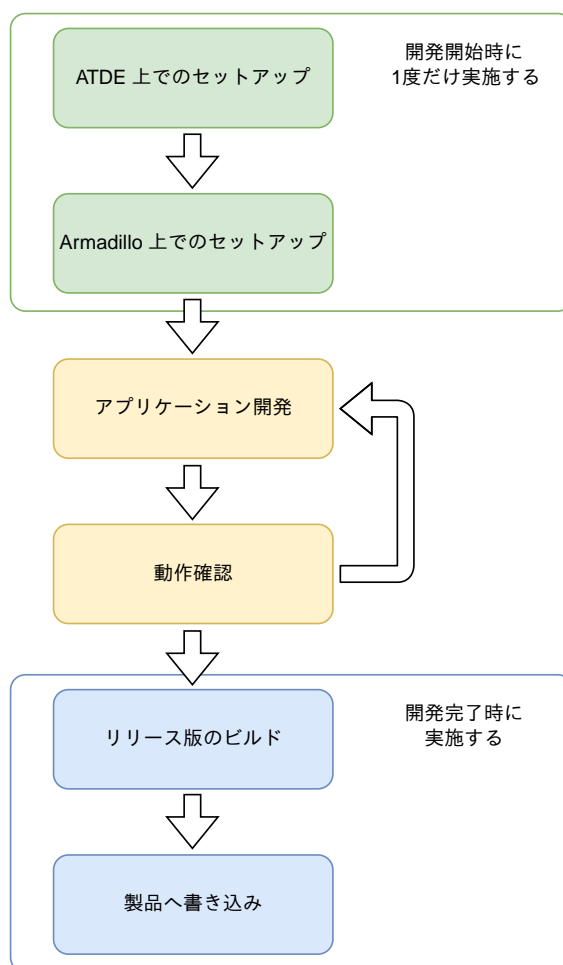 ATDE 上でのセットアップ
開発開始時に
1度だけ実施する
Armadillo 上でのセットアップ
アプリケーション開発
動作確認
リリース版のビルド
開発完了時に
実施する
製品へ書き込み